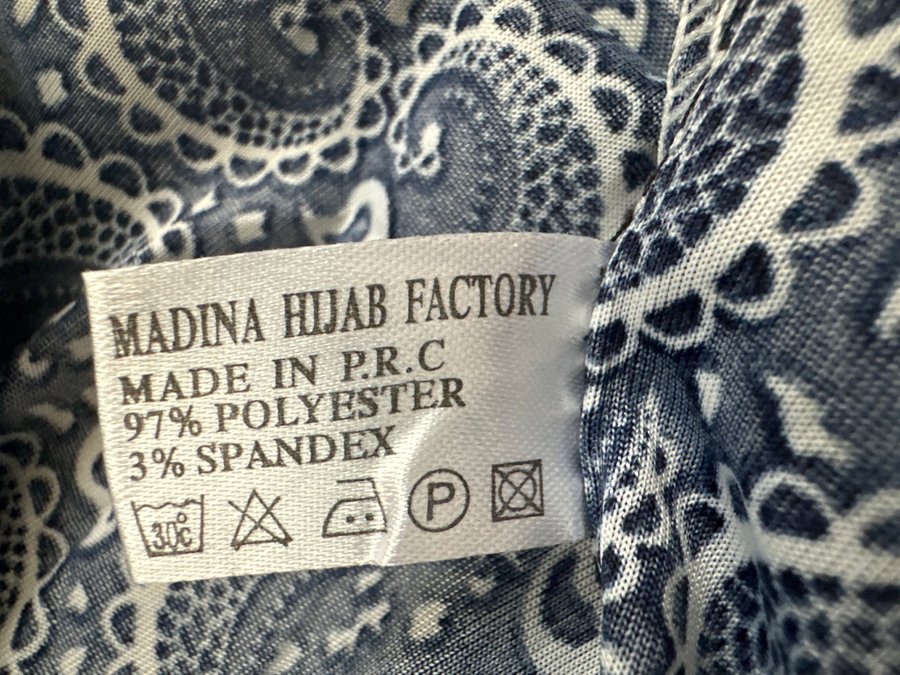 MADINA HIJAB FACTORY
MADE IN P.R.C
97% POLYESTER
3% SPANDEX
30°C P